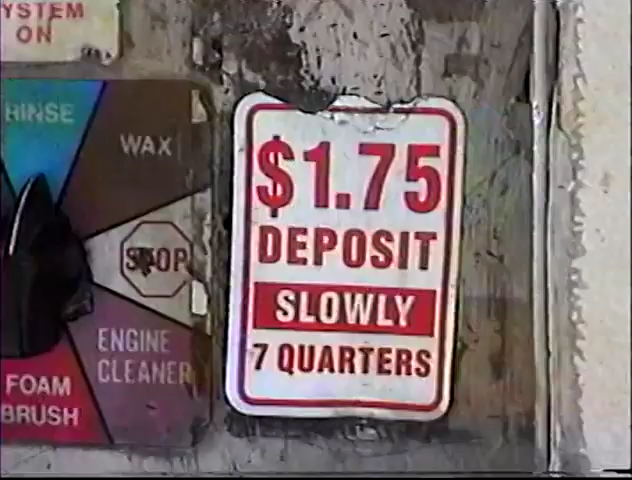 YSTEM
ON
RINSE
WAX
STOP
ENGINE
CLEANER
FOAM
BRUSH
$1.75
DEPOSIT
SLOWLY
7 QUARTERS